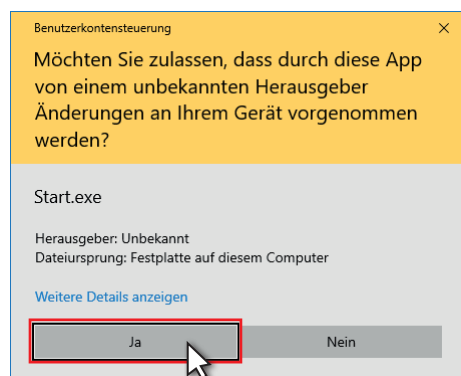 Benutzerkontensteuerung
Möchten Sie zulassen, dass durch diese App
von einem unbekannten Herausgeber
Änderungen an Ihrem Gerät vorgenommen
werden?
Start.exe
Herausgeber: Unbekannt
Dateiursprung: Festplatte auf diesem Computer
Weitere Details anzeigen
Ja Nein